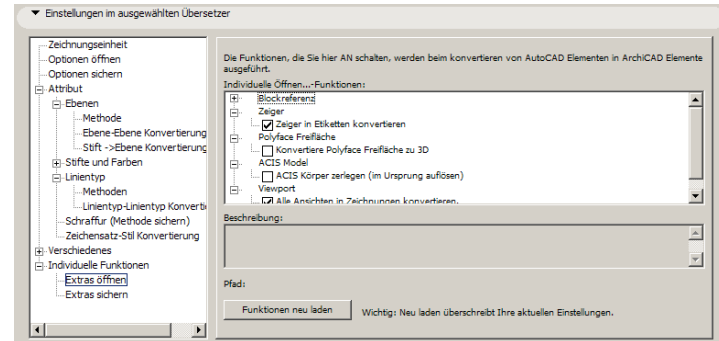 Einstellungen im ausgewählten Übersetzer
Zeichnungseinheit
Optionen öffnen
Optionen sichern
Attribut
Ebenen
Methode
Ebene-Ebene Konvertierung
Stift ->Ebene Konvertierung
Stifte und Farben
Linientyp
Methoden
Linientyp-Linientyp Konverti
Schraffur (Methode sichern)
Zeichensatz-Stil Konvertierung
Verschiedenes
Individuelle Funktionen
Extras öffnen
Extras sichern
Die Funktionen, die Sie hier AN schalten, werden beim konvertieren von AutoCAD Elementen in ArchiCAD Elemente
ausgeführt.
Individuelle Öffnen...-Funktionen:
Blockreferenz
Zeiger
Zeiger in Etiketten konvertieren
Polyface Freifläche
Konvertiere Polyface Freifläche zu 3D
ACIS Model
ACIS Körper zerlegen (im Ursprung auflösen)
Viewport
Alle Ansichten in Zeichnungen konvertieren.
Beschreibung:
Pfad:
Funktionen neu laden
Wichtig: Neu laden überschreibt Ihre aktuellen Einstellungen.